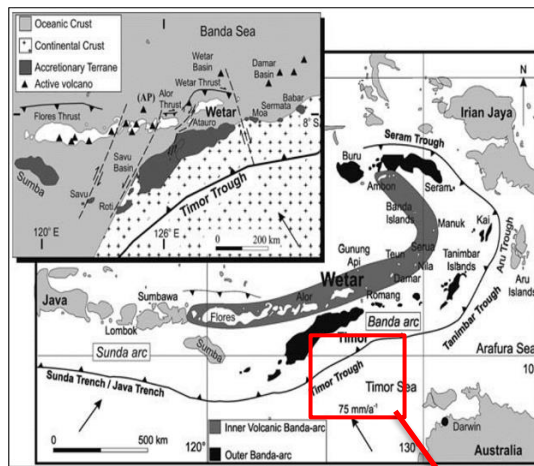 Oceanic Crust
Continental Crust
Accretionary Terrane
Active volcano
Banda Sea
Wetar Basin
Damar Basin
Wetar Thrust
(AP)
Alor Thrust
Flores Thrust
Wetar
Babar
Sermata
Moa
Atauro
8° S
Savu Basin
Sumba
Savu
Roti
Timor Trough
120° E
126° E
0 200 km
N
Irian Jaya
Seram Trough
Buru
Ambon
Seram
Banda Islands
Manuk
Kai
Aru Trough
Gunung Api
Teun
Serua
Nila
Tanimbar Islands
Aru Islands
Wetar
Damar
Java
Sumbawa
Alor
Romang
Flores
Lombok
Banda arc
Tanimbar Trough
Sunda arc
Sumba
Timor
Arafura Sea
Sunda Trench / Java Trench
Timor Trough
Timor Sea
10
75 mm/a⁻¹
0 500 km
120°
130
Inner Volcanic Banda-arc
Outer Banda-arc
Darwin
Australia